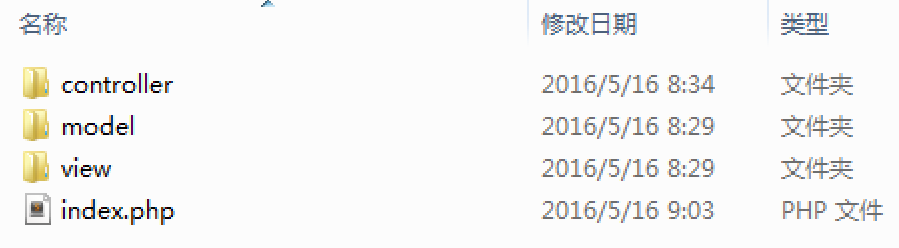 名称 修改日期 类型
controller 2016/5/16 8:34 文件夹
model 2016/5/16 8:29 文件夹
view 2016/5/16 8:29 文件夹
index.php 2016/5/16 9:03 PHP 文件